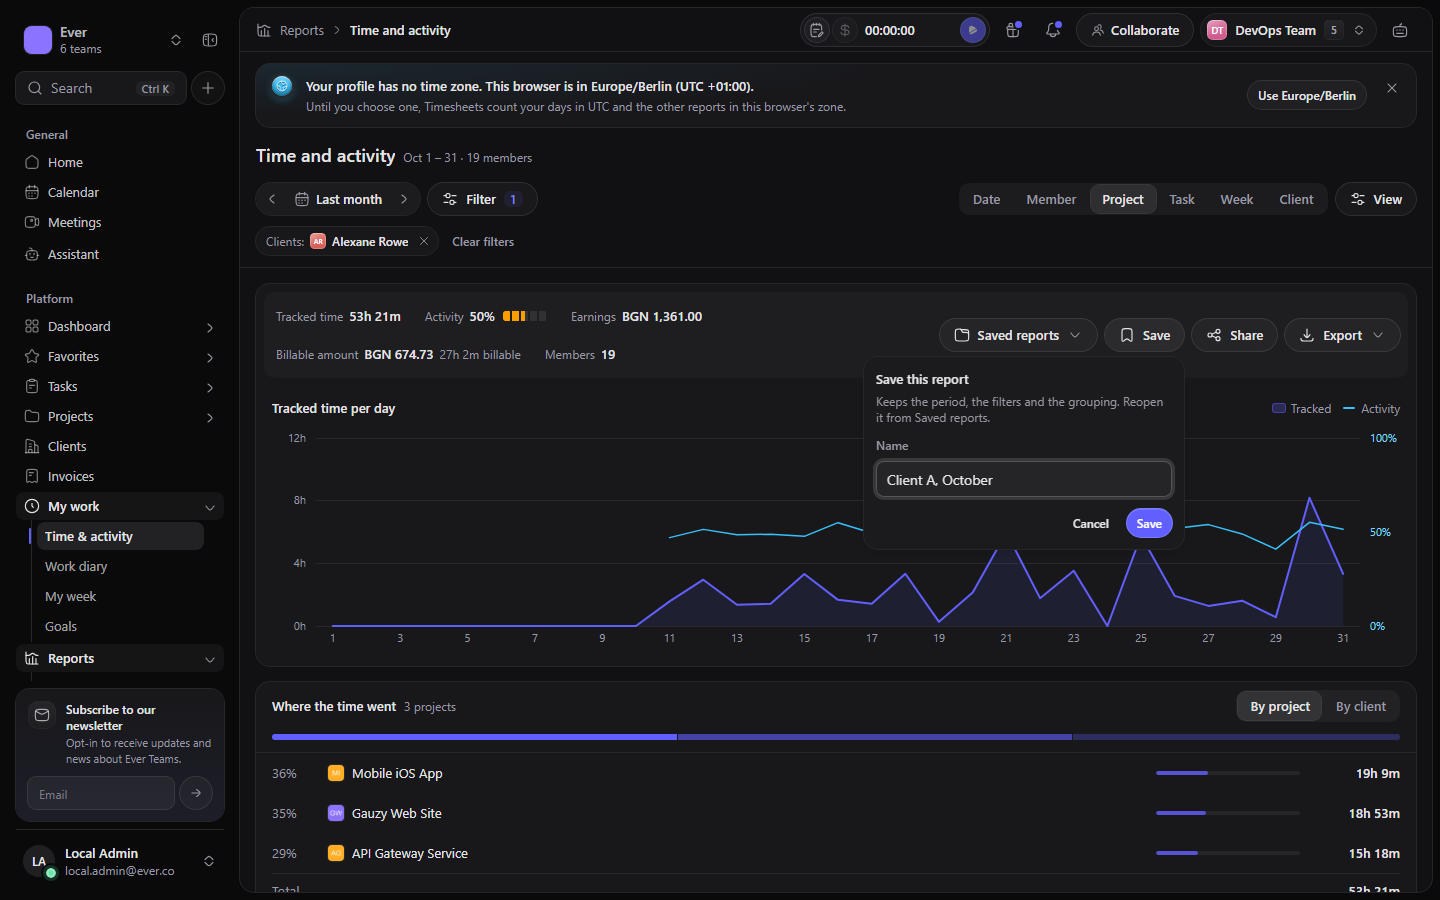 Ever
6 teams
Search
Ctrl K
General
Home
Calendar
Meetings
Assistant
Platform
Dashboard
Favorites
Tasks
Projects
Clients
Invoices
My work
Time & activity
Work diary
My week
Goals
Reports
Subscribe to our
newsletter
Opt-in to receive updates and
news about Ever Teams.
Email
LA
Local Admin
local.admin@ever.co
Reports
Time and activity
00:00:00
Collaborate
DT
DevOps Team
5
Your profile has no time zone. This browser is in Europe/Berlin (UTC +01:00).
Until you choose one, Timesheets count your days in UTC and the other reports in this browser's zone.
Use Europe/Berlin
Time and activity
Oct 1 – 31 · 19 members
Last month
Filter
1
Date
Member
Project
Task
Week
Client
View
Clients:
AR
Alexane Rowe
Clear filters
Tracked time 53h 21m
Activity 50%
Earnings BGN 1,361.00
Billable amount BGN 674.73 27h 2m billable
Members 19
Saved reports
Save
Share
Export
Save this report
Keeps the period, the filters and the grouping. Reopen
it from Saved reports.
Name
Client A, October
Cancel
Save
Tracked time per day
Tracked
Activity
12h
8h
4h
0h
100%
50%
0%
1
3
5
7
9
11
13
15
17
19
21
23
25
27
29
31
Where the time went
3 projects
By project
By client
36%
MI
Mobile iOS App
19h 9m
35%
GW
Gauzy Web Site
18h 53m
29%
AG
API Gateway Service
15h 18m
Total
53h 21m